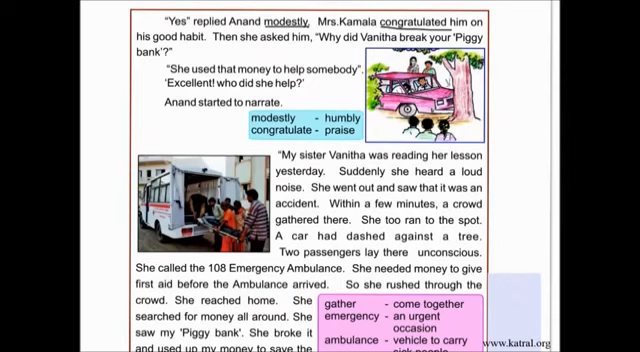 "Yes" replied Anand modestly. Mrs.Kamala congratulated him on
his good habit. Then she asked him, "Why did Vanitha break your 'Piggy
bank'?"
"She used that money to help somebody".
'Excellent! who did she help?'
Anand started to narrate.
modestly - humbly
congratulate - praise
"My sister Vanitha was reading her lesson
yesterday. Suddenly she heard a loud
noise. She went out and saw that it was an
accident. Within a few minutes, a crowd
gathered there. She too ran to the spot.
A car had dashed against a tree.
Two passengers lay there unconscious.
She called the 108 Emergency Ambulance. She needed money to give
first aid before the Ambulance arrived. So she rushed through the
crowd. She reached home. She
searched for money all around. She
saw my 'Piggy bank'. She broke it
and used up my money to save the
gather - come together
emergency - an urgent
occasion
ambulance - vehicle to carry
sick people
www.katral.org